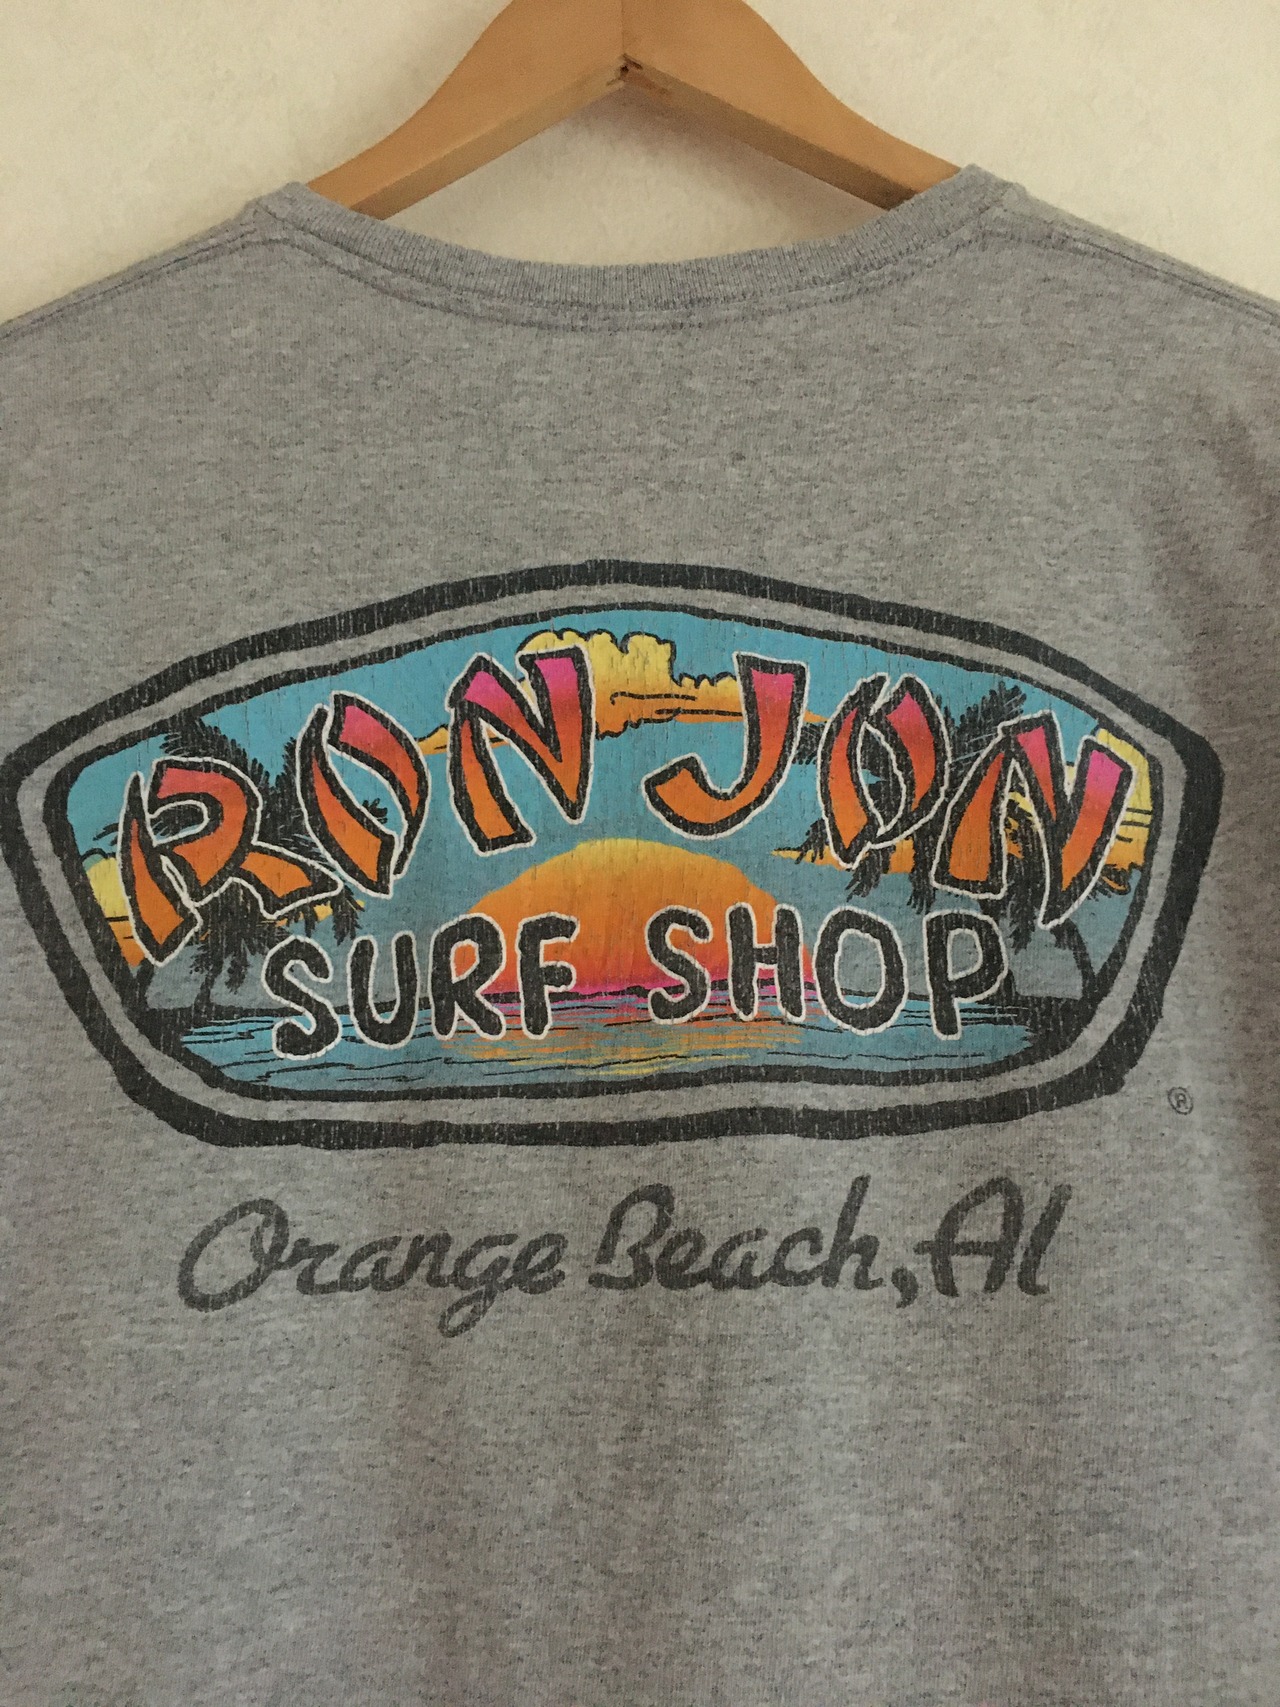 RON JON
SURF SHOP
®
Orange Beach, Al